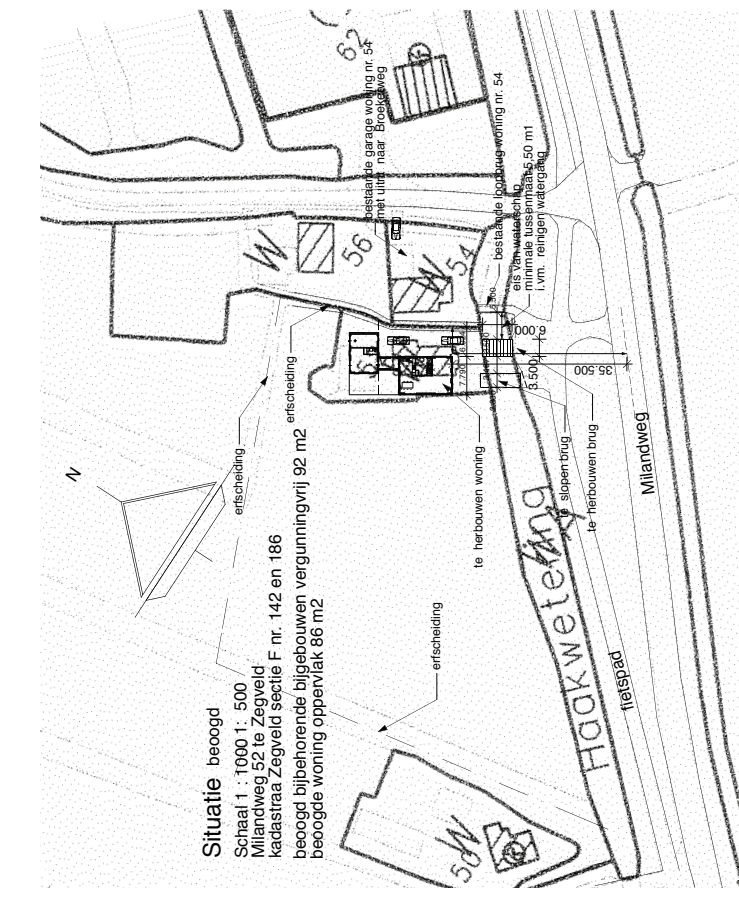 Situatie beoogd
Schaal 1 : 1000 1: 500
Milandweg 52 te Zegveld
kadastraa Zegveld sectie F nr. 142 en 186
beoogd bijbehorende bijgebouwen vergunningvrij 92 m2
beoogde woning oppervlak 86 m2
N
erfscheiding
erfscheiding
erfscheiding
bestaande garage woning nr. 54
met uitrit naar Broekerweg
bestaande loopbrug woning nr. 54
eis van waterschap
minimale tussenmaat 5,50 m1
i.v.m. reinigen watergang
te herbouwen woning
te slopen brug
te herbouwen brug
Haakwetering
fietspad
Milandweg
62
W
56
W
54
W
50
7.790
6.000
3.500
35.500